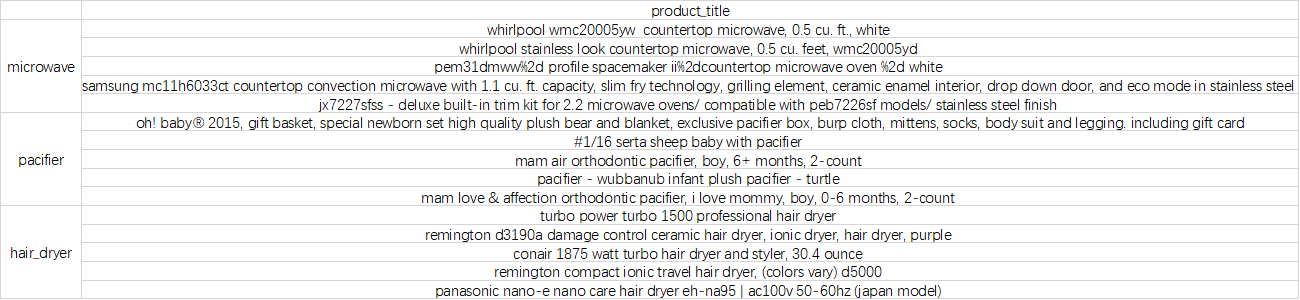 product_title
microwave
whirlpool wmc20005yw  countertop microwave, 0.5 cu. ft., white
whirlpool stainless look countertop microwave, 0.5 cu. feet, wmc20005yd
pem31dmww%2d profile spacemaker ii%2dcountertop microwave oven %2d white
samsung mc11h6033ct countertop convection microwave with 1.1 cu. ft. capacity, slim fry technology, grilling element, ceramic enamel interior, drop down door, and eco mode in stainless steel
jx7227sfss - deluxe built-in trim kit for 2.2 microwave ovens/ compatible with peb7226sf models/ stainless steel finish
pacifier
oh! baby® 2015, gift basket, special newborn set high quality plush bear and blanket, exclusive pacifier box, burp cloth, mittens, socks, body suit and legging. including gift card
#1/16 serta sheep baby with pacifier
mam air orthodontic pacifier, boy, 6+ months, 2-count
pacifier - wubbanub infant plush pacifier - turtle
mam love & affection orthodontic pacifier, i love mommy, boy, 0-6 months, 2-count
hair_dryer
turbo power turbo 1500 professional hair dryer
remington d3190a damage control ceramic hair dryer, ionic dryer, hair dryer, purple
conair 1875 watt turbo hair dryer and styler, 30.4 ounce
remington compact ionic travel hair dryer, (colors vary) d5000
panasonic nano-e nano care hair dryer eh-na95 | ac100v 50-60hz (japan model)